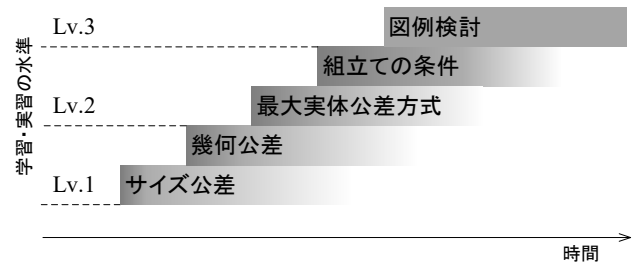 学習・実習の水準
Lv.3
図例検討
組立ての条件
Lv.2
最大実体公差方式
幾何公差
Lv.1
サイズ公差
時間